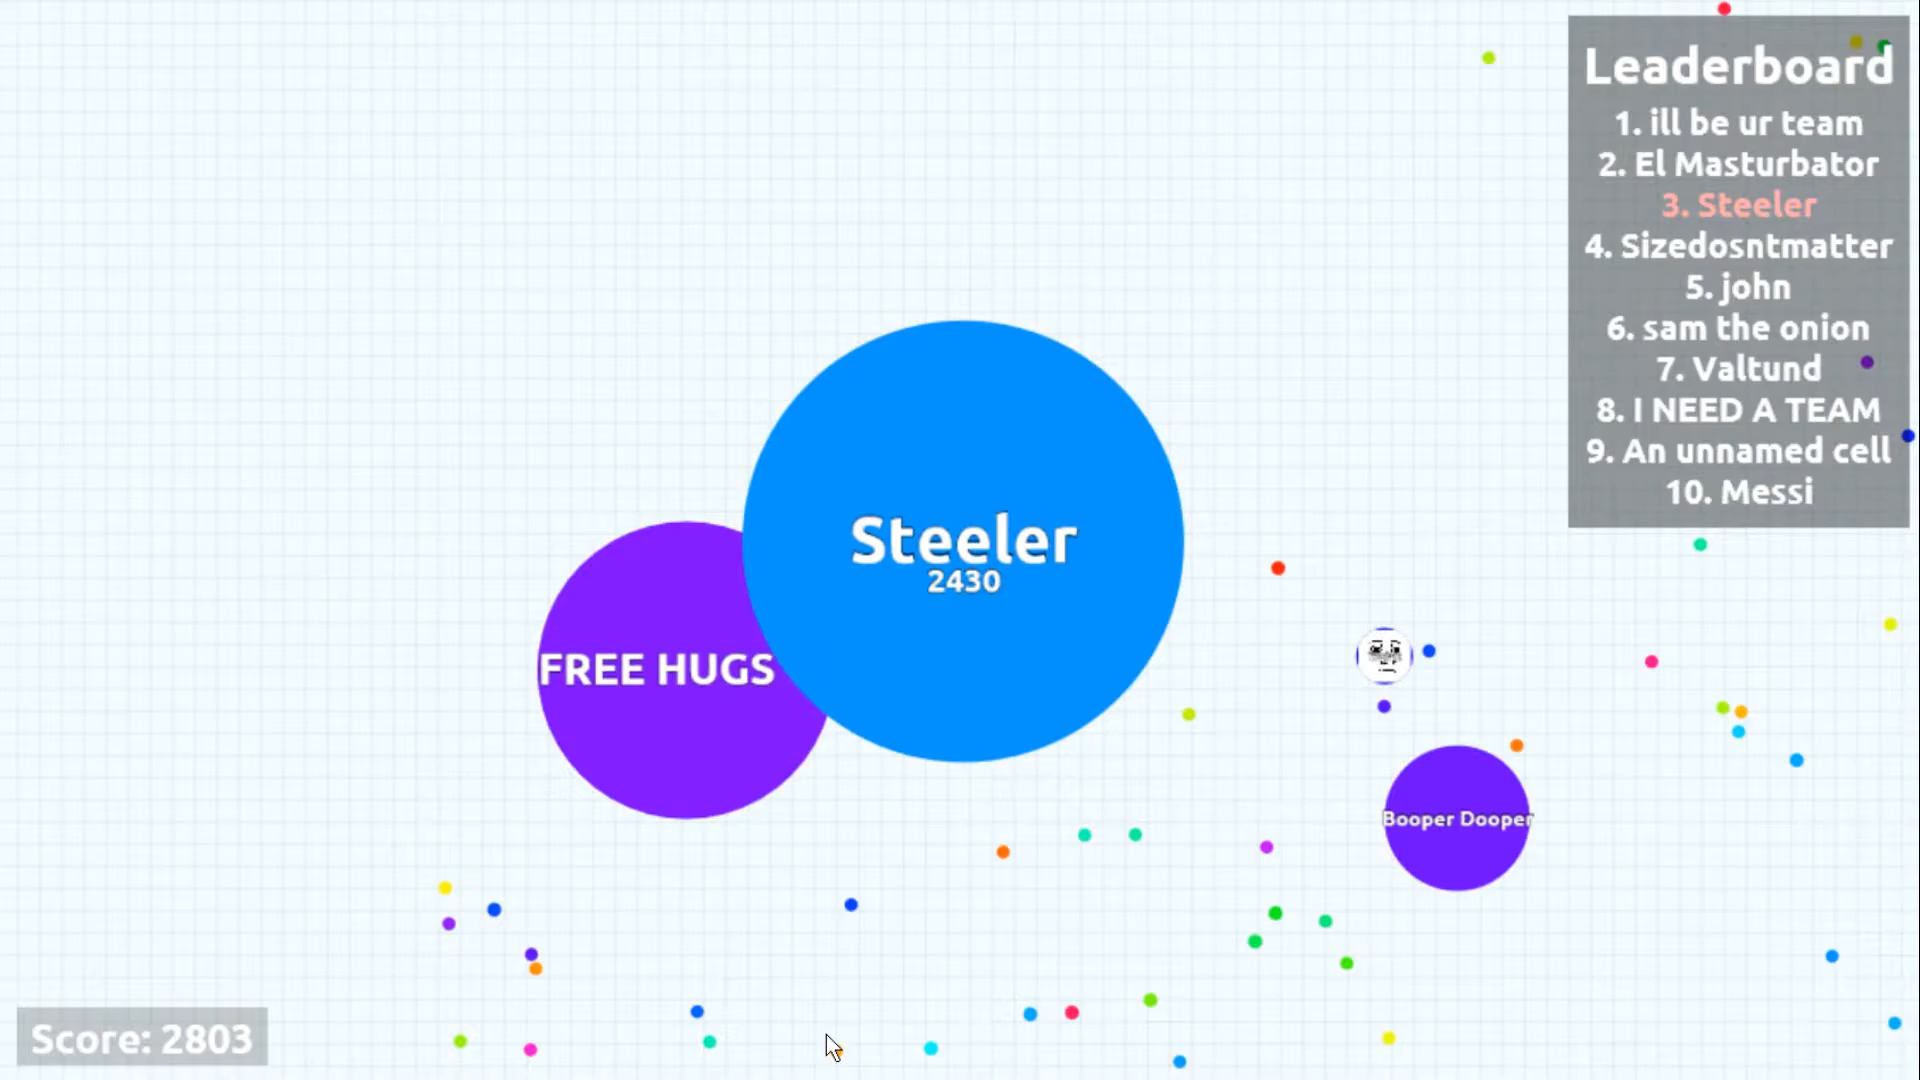 Leaderboard
1. ill be ur team
2. El Masturbator
3. Steeler
4. Sizedosntmatter
5. john
6. sam the onion
7. Valtund
8. I NEED A TEAM
9. An unnamed cell
10. Messi
Steeler
2430
FREE HUGS
Booper Dooper
Score: 2803